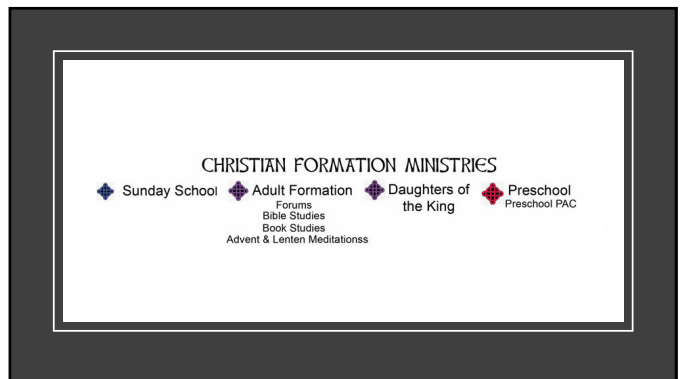 CHRISTIAN FORMATION MINISTRIES
Sunday School
Adult Formation
Forums
Bible Studies
Book Studies
Advent & Lenten Meditationss
Daughters of
the King
Preschool
Preschool PAC